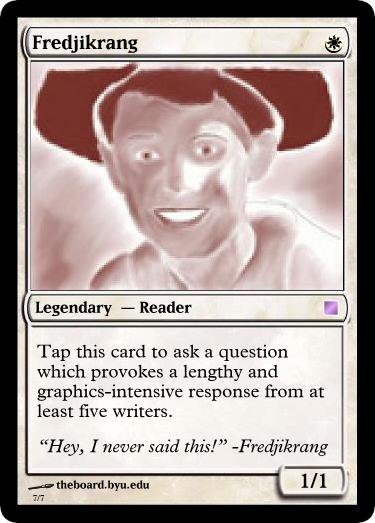 Fredjikrang
Legendary — Reader
Tap this card to ask a question
which provokes a lengthy and
graphics-intensive response from at
least five writers.
“Hey, I never said this!” -Fredjikrang
theboard.byu.edu
1/1
7/7